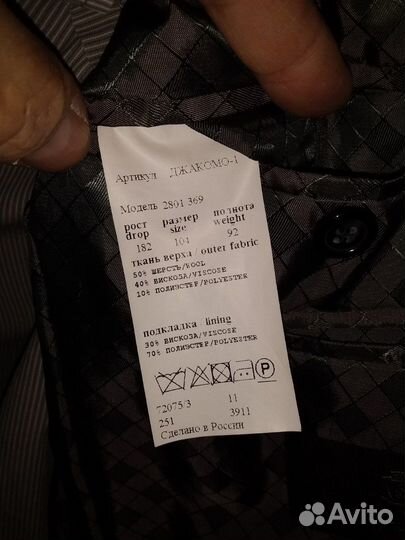 Артикул ДЖАКОМО-1
Модель 2801 369
рост размер полнота
drop size weight
182 104 92
ткань верха / outer fabric
50% ШЕРСТЬ/WOOL
40% ВИСКОЗА/VISCOSE
10% ПОЛИЭСТЕР/POLYESTER
подкладка lining
30% ВИСКОЗА/VISCOSE
70% ПОЛИЭСТЕР/POLYESTER
P
72075/3 11
251 3911
Сделано в России
Avito